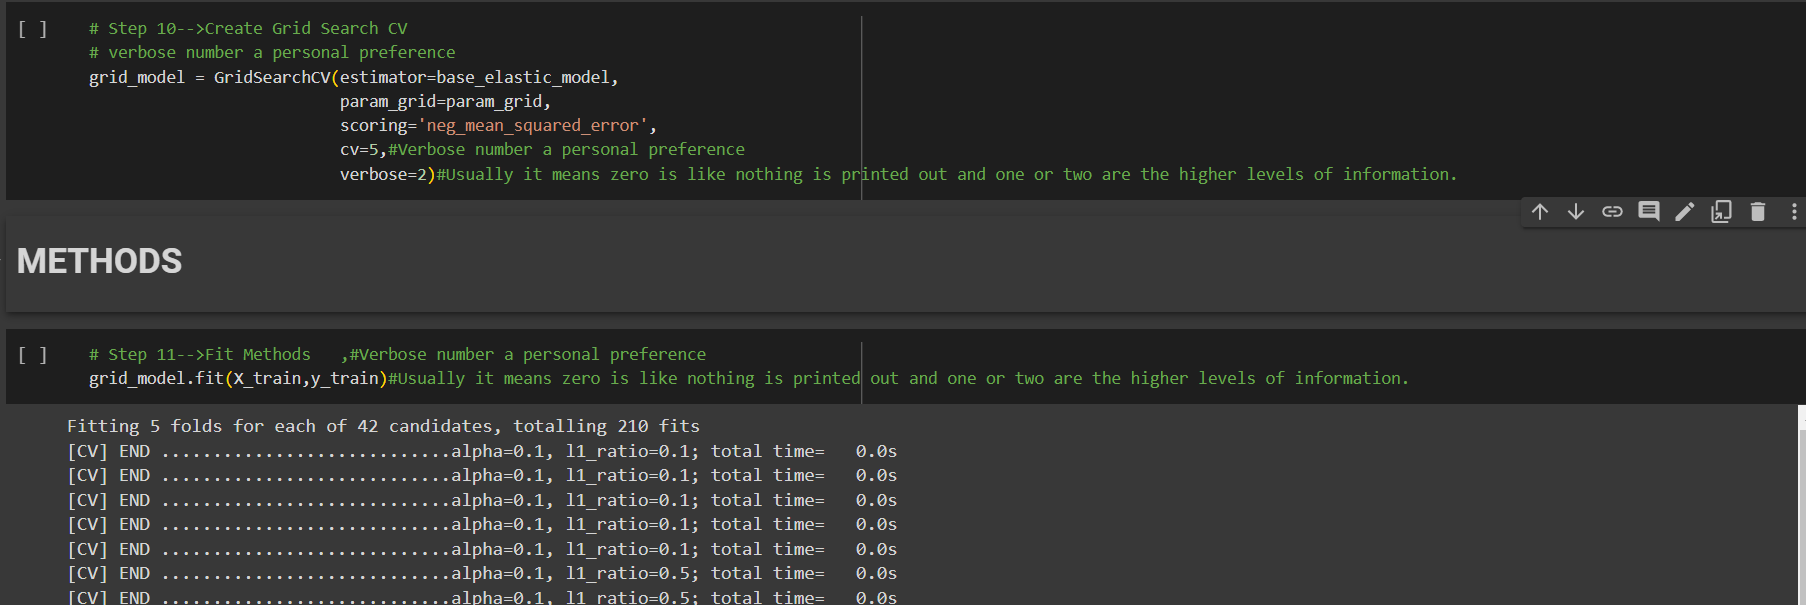 [ ] # Step 10-->Create Grid Search CV
# verbose number a personal preference
grid_model = GridSearchCV(estimator=base_elastic_model,
param_grid=param_grid,
scoring='neg_mean_squared_error',
cv=5,#Verbose number a personal preference
verbose=2)#Usually it means zero is like nothing is printed out and one or two are the higher levels of information.
METHODS
[ ] # Step 11-->Fit Methods   ,#Verbose number a personal preference
grid_model.fit(X_train,y_train)#Usually it means zero is like nothing is printed out and one or two are the higher levels of information.
Fitting 5 folds for each of 42 candidates, totalling 210 fits
[CV] END ............................alpha=0.1, l1_ratio=0.1; total time=   0.0s
[CV] END ............................alpha=0.1, l1_ratio=0.1; total time=   0.0s
[CV] END ............................alpha=0.1, l1_ratio=0.1; total time=   0.0s
[CV] END ............................alpha=0.1, l1_ratio=0.1; total time=   0.0s
[CV] END ............................alpha=0.1, l1_ratio=0.1; total time=   0.0s
[CV] END ............................alpha=0.1, l1_ratio=0.5; total time=   0.0s
[CV] END ............................alpha=0.1, l1_ratio=0.5; total time=   0.0s